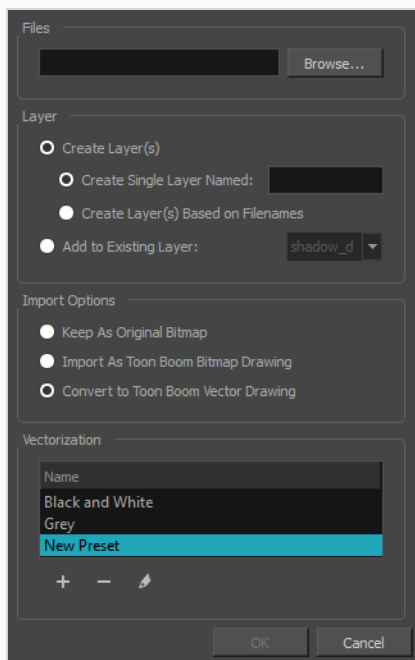 Files
Browse...
Layer
Create Layer(s)
Create Single Layer Named:
Create Layer(s) Based on Filenames
Add to Existing Layer: shadow_d
Import Options
Keep As Original Bitmap
Import As Toon Boom Bitmap Drawing
Convert to Toon Boom Vector Drawing
Vectorization
Name
Black and White
Grey
New Preset
OK Cancel